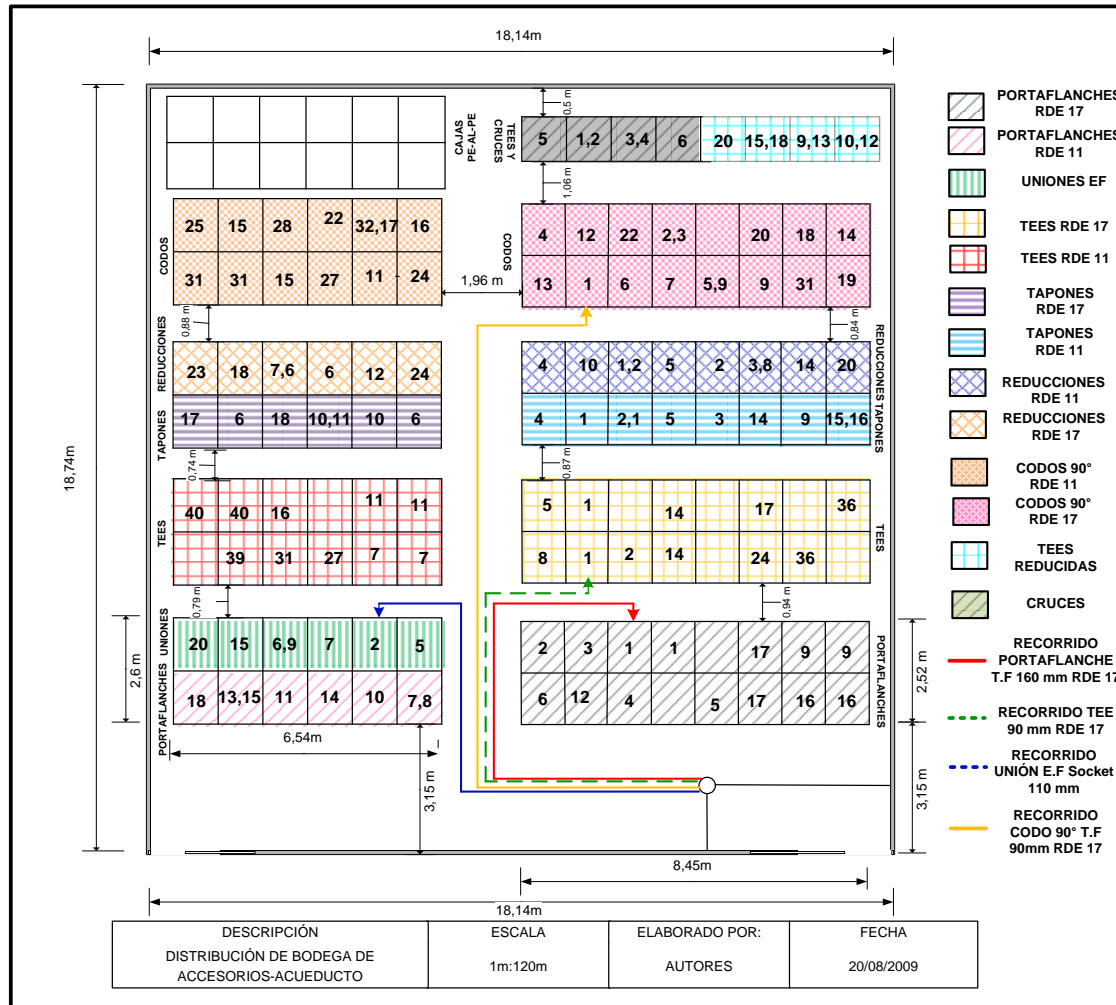 18,14m
0,5 m
CAJAS
PE-AL-PE
TEES Y
CRUCES
5 1,2 3,4 6 20 15,18 9,13 10,12
1,06 m
CODOS
25 15 28 22 32,17 16
31 31 15 27 11 24
1,96 m
CODOS
4 12 22 2,3 20 18 14
13 1 6 7 5,9 9 31 19
0,88 m
0,84 m
REDUCCIONES
23 18 7,6 6 12 24
TAPONES
17 6 18 10,11 10 6
REDUCCIONES
4 10 1,2 5 2 3,8 14 20
TAPONES
4 1 2,1 5 3 14 9 15,16
18,74m
0,74 m
0,87 m
TEES
40 40 16 11 11
39 31 27 7 7
TEES
5 1 14 17 36
8 1 2 14 24 36
0,79 m
0,94 m
UNIONES
20 15 6,9 7 2 5
PORTAFLANCHES
18 13,15 11 14 10 7,8
PORTAFLANCHES
2 3 1 1 17 9 9
6 12 4 5 17 16 16
2,6 m
2,52 m
6,54m
3,15 m
3,15 m
8,45m
18,14m
PORTAFLANCHES
RDE 17
PORTAFLANCHES
RDE 11
UNIONES EF
TEES RDE 17
TEES RDE 11
TAPONES
RDE 17
TAPONES
RDE 11
REDUCCIONES
RDE 11
REDUCCIONES
RDE 17
CODOS 90°
RDE 11
CODOS 90°
RDE 17
TEES
REDUCIDAS
CRUCES
RECORRIDO
PORTAFLANCHE
T.F 160 mm RDE 17
RECORRIDO TEE
90 mm RDE 17
RECORRIDO
UNIÓN E.F Socket
110 mm
RECORRIDO
CODO 90° T.F
90mm RDE 17
DESCRIPCIÓN
DISTRIBUCIÓN DE BODEGA DE
ACCESORIOS-ACUEDUCTO
ESCALA
1m:120m
ELABORADO POR:
AUTORES
FECHA
20/08/2009